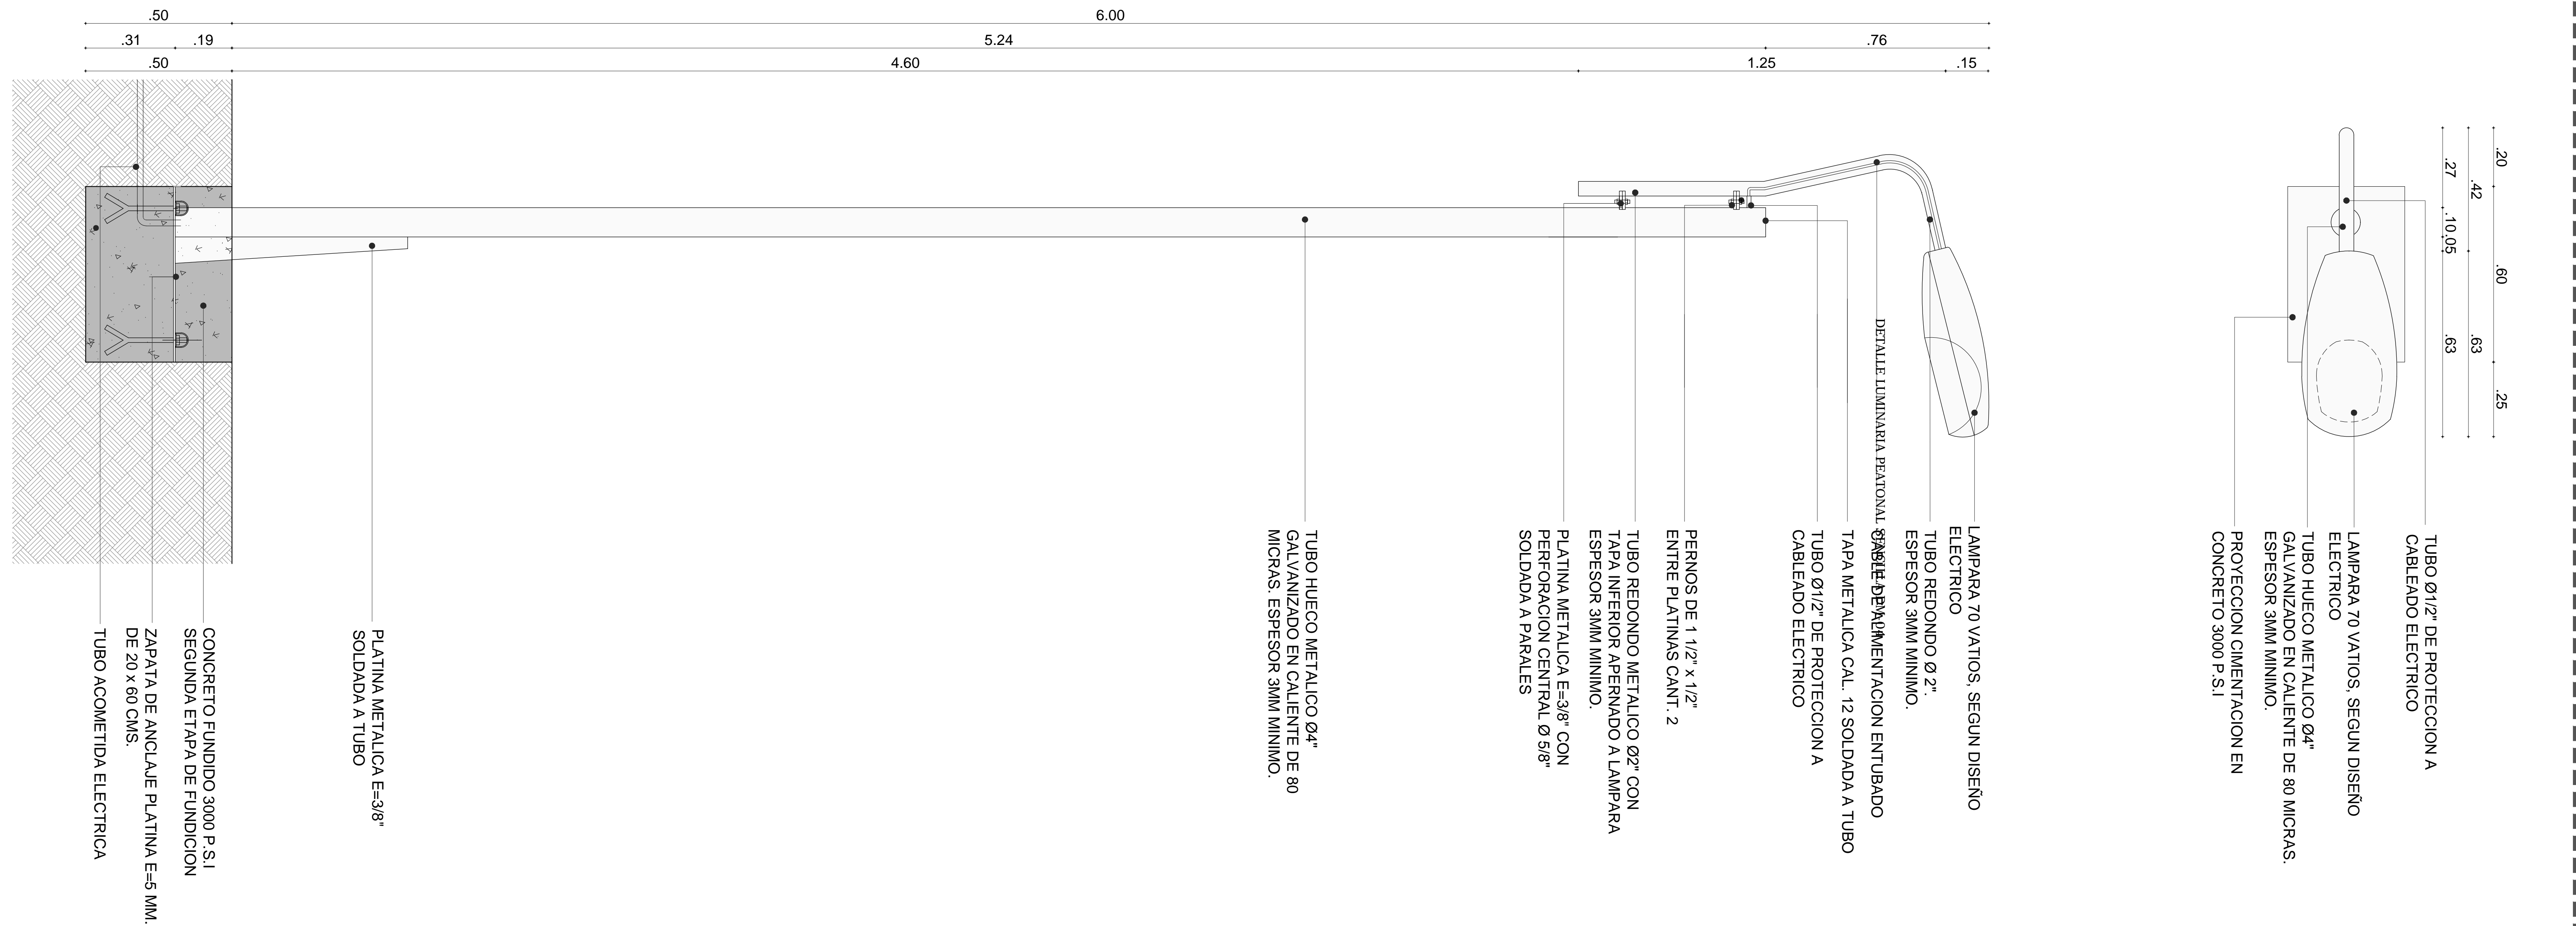 .50
6.00
.31
.19
5.24
.76
.50
4.60
1.25
.15
.20
.60
.25
.42
.63
.27
.10
.05
.63
TUBO Ø1/2" DE PROTECCION A
CABLEADO ELECTRICO
LAMPARA 70 VATIOS, SEGUN DISEÑO
ELECTRICO
TUBO HUECO METALICO Ø4"
GALVANIZADO EN CALIENTE DE 80 MICRAS.
ESPESOR 3MM MINIMO.
PROYECCION CIMENTACION EN
CONCRETO 3000 P.S.I
LAMPARA 70 VATIOS, SEGUN DISEÑO
ELECTRICO
TUBO REDONDO Ø 2".
ESPESOR 3MM MINIMO.
DETALLE LUMINARIA PEATONAL
CABLE DE ALIMENTACION ENTUBADO
TAPA METALICA CAL. 12 SOLDADA A TUBO
TUBO Ø1/2" DE PROTECCION A
CABLEADO ELECTRICO
PERNOS DE 1 1/2" x 1/2"
ENTRE PLATINAS CANT. 2
TUBO REDONDO METALICO Ø2" CON
TAPA INFERIOR APERNADO A LAMPARA
ESPESOR 3MM MINIMO.
PLATINA METALICA E=3/8" CON
PERFORACION CENTRAL Ø 5/8"
SOLDADA A PARALES
TUBO HUECO METALICO Ø4"
GALVANIZADO EN CALIENTE DE 80
MICRAS. ESPESOR 3MM MINIMO.
PLATINA METALICA E=3/8"
SOLDADA A TUBO
CONCRETO FUNDIDO 3000 P.S.I
SEGUNDA ETAPA DE FUNDICION
ZAPATA DE ANCLAJE PLATINA E=5 MM.
DE 20 x 60 CMS.
TUBO ACOMETIDA ELECTRICA